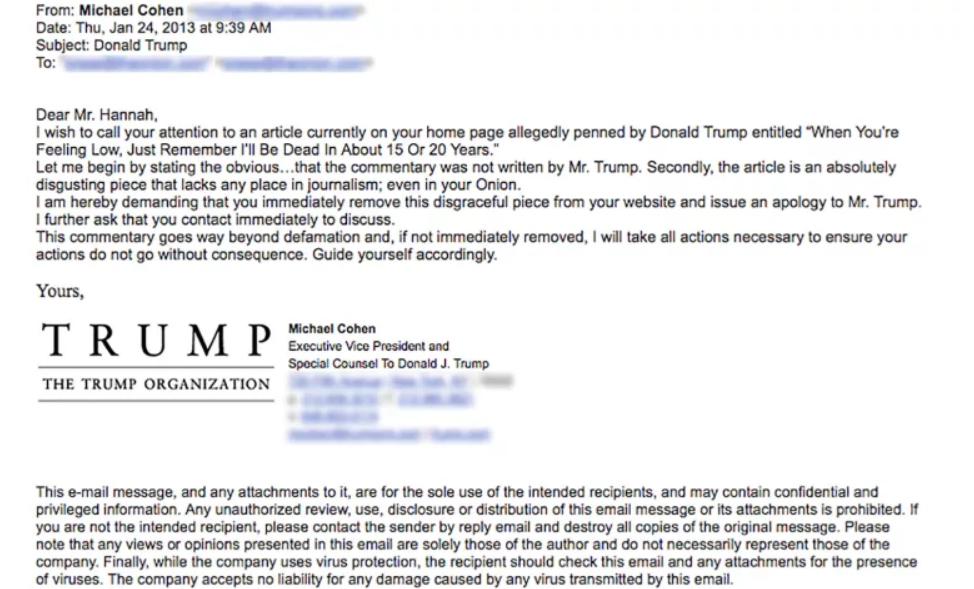 From: Michael Cohen
Date: Thu, Jan 24, 2013 at 9:39 AM
Subject: Donald Trump
To:
Dear Mr. Hannah,
I wish to call your attention to an article currently on your home page allegedly penned by Donald Trump entitled “When You’re
Feeling Low, Just Remember I'll Be Dead In About 15 Or 20 Years.”
Let me begin by stating the obvious…that the commentary was not written by Mr. Trump. Secondly, the article is an absolutely
disgusting piece that lacks any place in journalism; even in your Onion.
I am hereby demanding that you immediately remove this disgraceful piece from your website and issue an apology to Mr. Trump.
I further ask that you contact immediately to discuss.
This commentary goes way beyond defamation and, if not immediately removed, I will take all actions necessary to ensure your
actions do not go without consequence. Guide yourself accordingly.
Yours,
TRUMP
THE TRUMP ORGANIZATION
Michael Cohen
Executive Vice President and
Special Counsel To Donald J. Trump
This e-mail message, and any attachments to it, are for the sole use of the intended recipients, and may contain confidential and
privileged information. Any unauthorized review, use, disclosure or distribution of this email message or its attachments is prohibited. If
you are not the intended recipient, please contact the sender by reply email and destroy all copies of the original message. Please
note that any views or opinions presented in this email are solely those of the author and do not necessarily represent those of the
company. Finally, while the company uses virus protection, the recipient should check this email and any attachments for the presence
of viruses. The company accepts no liability for any damage caused by any virus transmitted by this email.